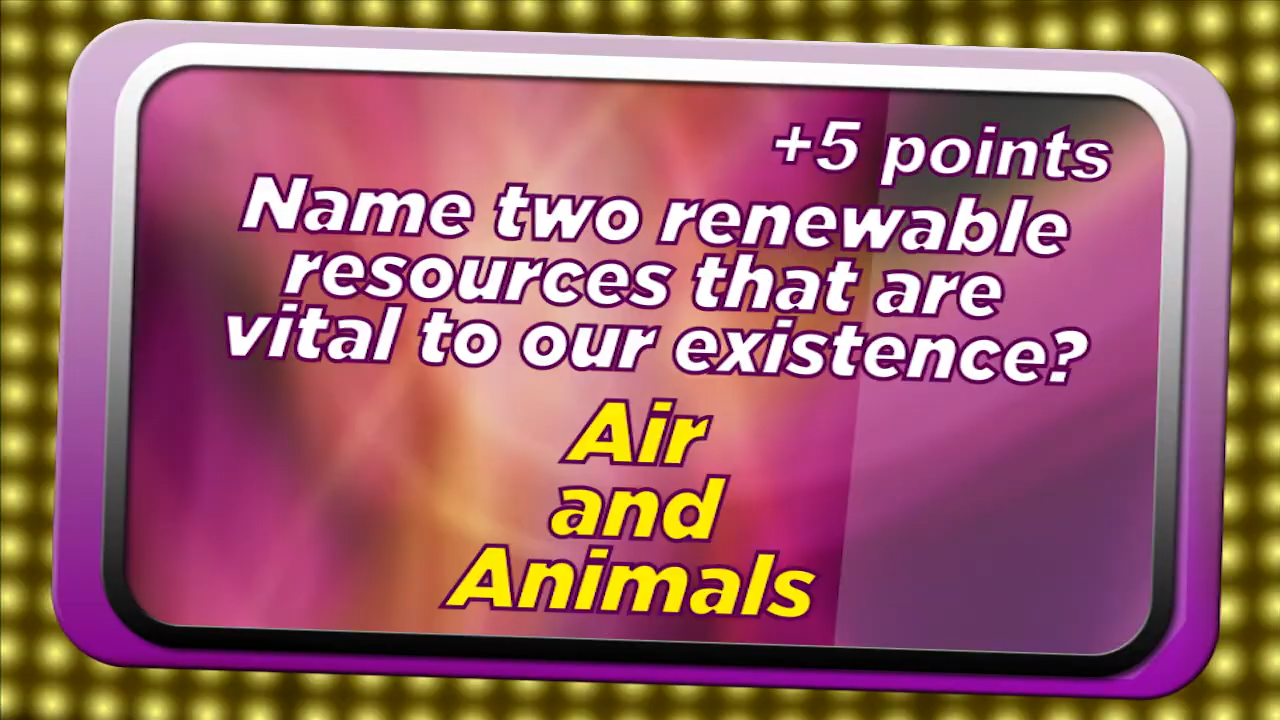 +5 points
Name two renewable
resources that are
vital to our existence?
Air
and
Animals